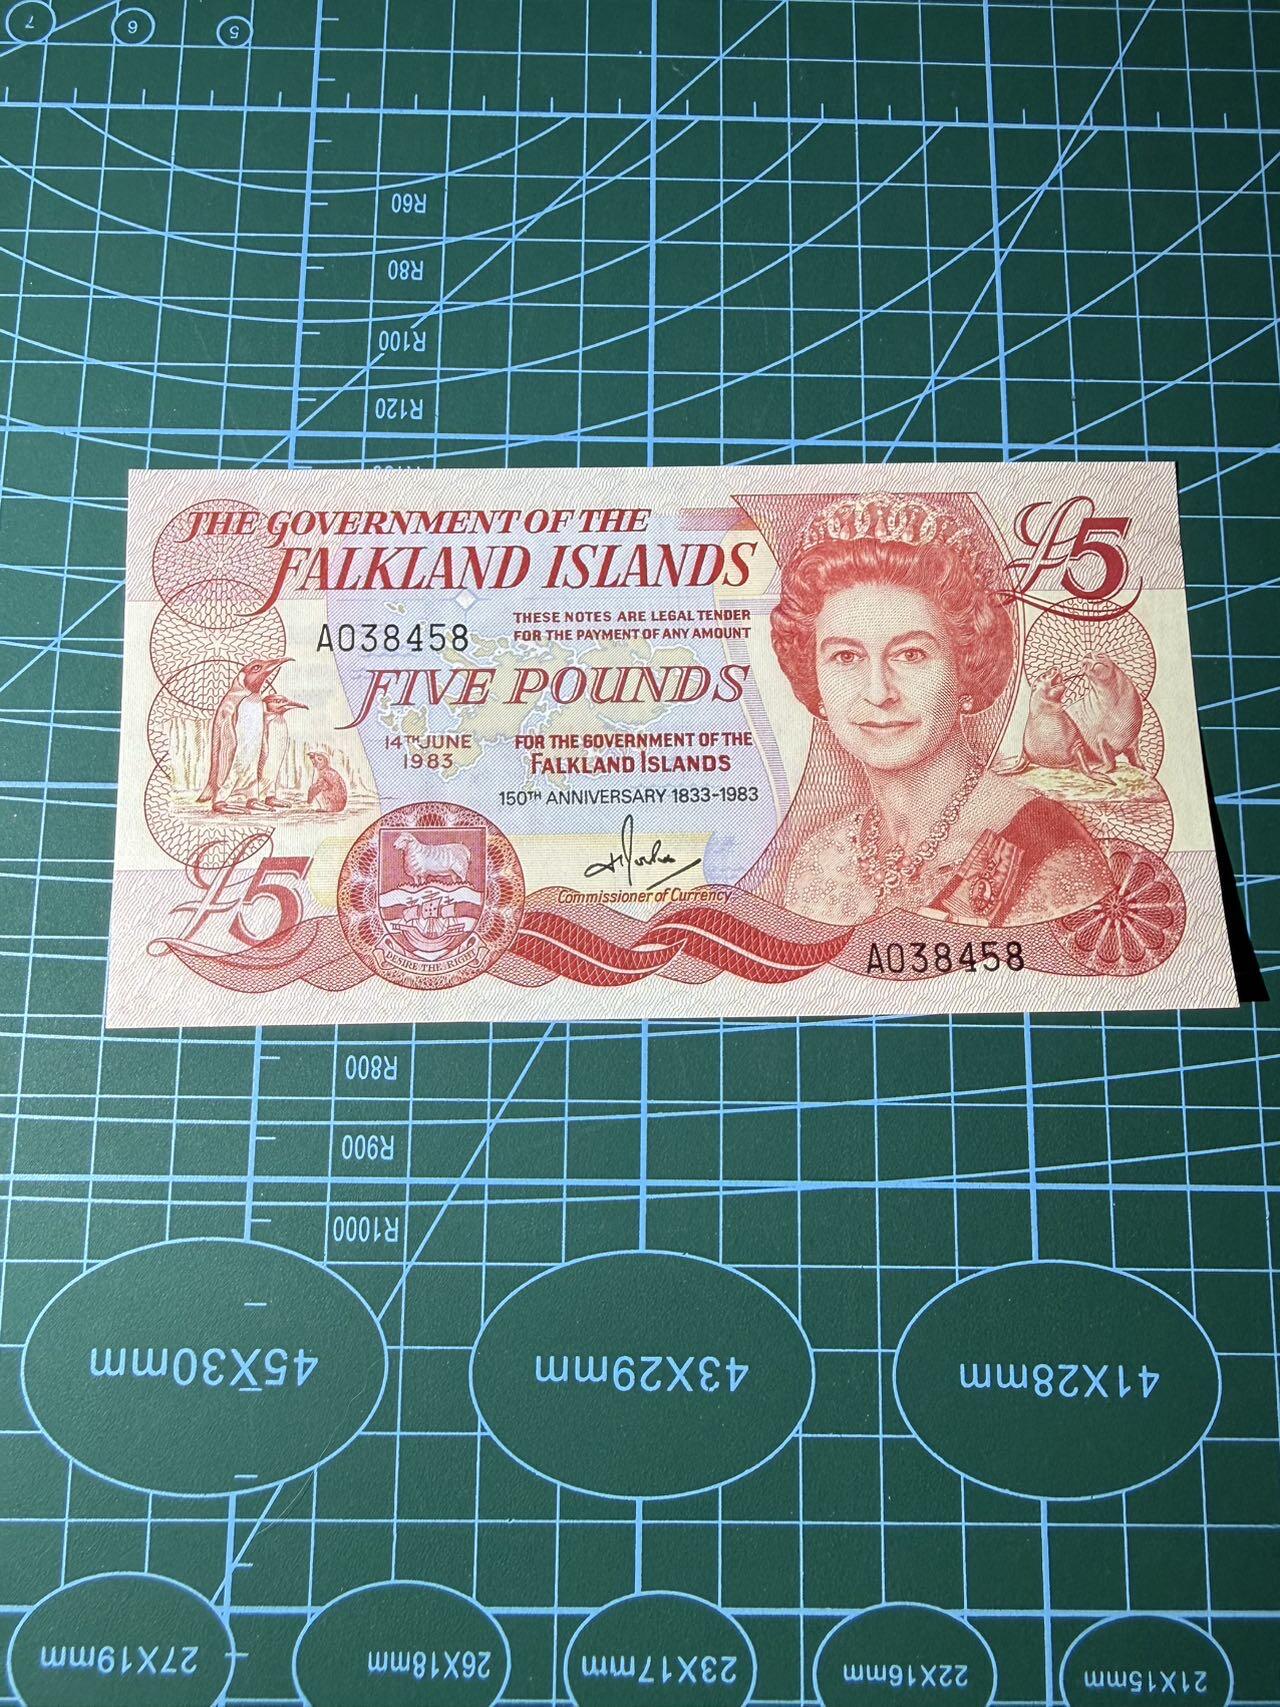 7 6 5
R60
R80
R100
R120
THE GOVERNMENT OF THE
FALKLAND ISLANDS
£5
THESE NOTES ARE LEGAL TENDER
FOR THE PAYMENT OF ANY AMOUNT
A038458
FIVE POUNDS
14TH JUNE
1983
FOR THE GOVERNMENT OF THE
FALKLAND ISLANDS
150TH ANNIVERSARY 1833-1983
£5
Commissioner of Currency
DESIRE THE RIGHT
A038458
R800
R900
R1000
45X30mm 43X29mm 41X28mm
27X19mm 26X18mm 23X17mm 22X16mm 21X15mm